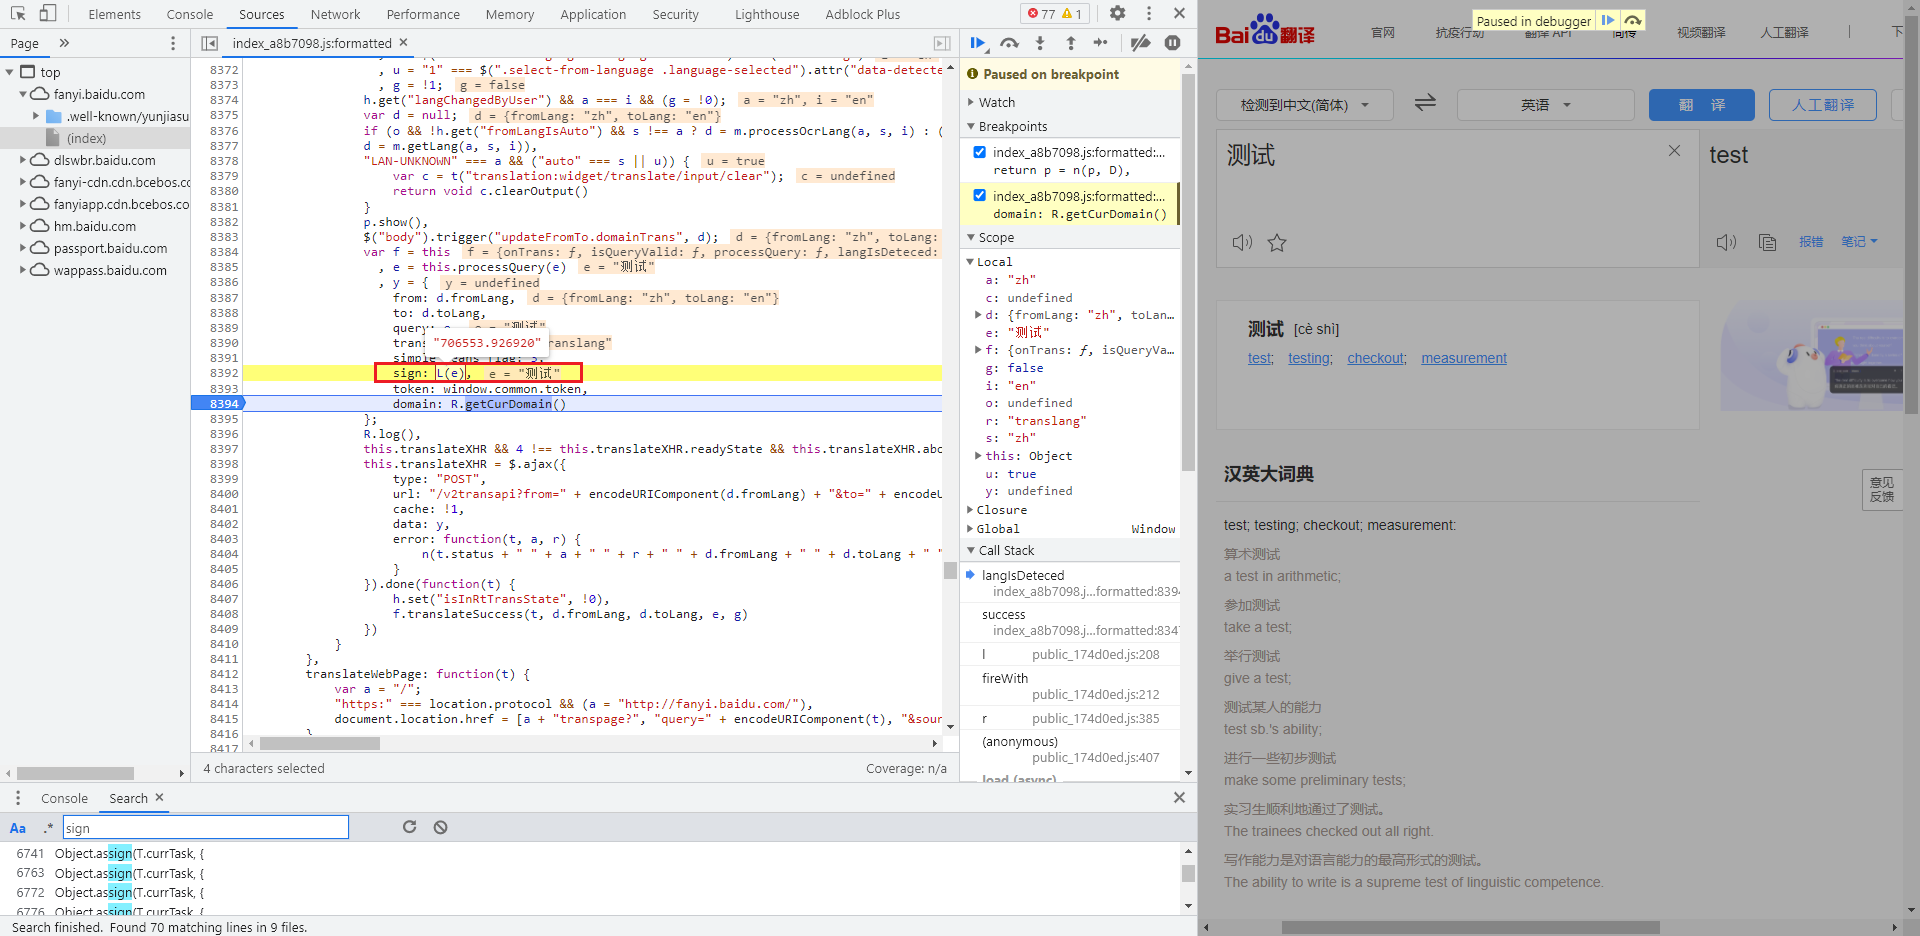 Elements Console Sources Network Performance Memory Application Security Lighthouse Adblock Plus 77 1
Page
index_a8b7098.js:formatted
top
fanyi.baidu.com
.well-known/yunjiasu
(index)
dlswbr.baidu.com
fanyi-cdn.cdn.bcebos.cc
fanyiapp.cdn.bcebos.co
hm.baidu.com
passport.baidu.com
wappass.baidu.com
8372 , u = "1" === $(".select-from-language .language-selected").attr("data-detecte
8373 , g = !1; g = false
8374 h.get("langChangedByUser") && a === i && (g = !0); a = "zh", i = "en"
8375 var d = null; d = {fromLang: "zh", toLang: "en"}
8376 if (o && !h.get("fromLangIsAuto") && s !== a ? d = m.processOcrLang(a, s, i) : (
8377 d = m.getLang(a, s, i)),
8378 "LAN-UNKNOWN" === a && ("auto" === s || u)) { u = true
8379 var c = t("translation:widget/translate/input/clear"); c = undefined
8380 return void c.clearOutput()
8381 }
8382 p.show(),
8383 $("body").trigger("updateFromTo.domainTrans", d); d = {fromLang: "zh", toLang:
8384 var f = this f = {onTrans: ƒ, isQueryValid: ƒ, processQuery: ƒ, langIsDeteced:
8385 , e = this.processQuery(e) e = "测试"
8386 , y = { y = undefined
8387 from: d.fromLang, d = {fromLang: "zh", toLang: "en"}
8388 to: d.toLang,
8389 query:
8390 trans "706553.926920" ranslang"
8391
8392 sign: L(e), e = "测试"
8393 token: window.common.token,
8394 domain: R.getCurDomain()
8395 };
8396 R.log(),
8397 this.translateXHR && 4 !== this.translateXHR.readyState && this.translateXHR.abo
8398 this.translateXHR = $.ajax({
8399 type: "POST",
8400 url: "/v2transapi?from=" + encodeURIComponent(d.fromLang) + "&to=" + encodeU
8401 cache: !1,
8402 data: y,
8403 error: function(t, a, r) {
8404 n(t.status + " " + a + " " + r + " " + d.fromLang + " " + d.toLang + " "
8405 }
8406 }).done(function(t) {
8407 h.set("isInRtTransState", !0),
8408 f.translateSuccess(t, d.fromLang, d.toLang, e, g)
8409 })
8410 }
8411 },
8412 translateWebPage: function(t) {
8413 var a = "/";
8414 "https:" === location.protocol && (a = "http://fanyi.baidu.com/"),
8415 document.location.href = [a + "transpage?", "query=" + encodeURIComponent(t), "&sour
8416 }
8417
4 characters selected Coverage: n/a
Paused on breakpoint
Watch
Breakpoints
index_a8b7098.js:formatted:...
return p = n(p, D),
index_a8b7098.js:formatted:...
domain: R.getCurDomain()
Scope
Local
a: "zh"
c: undefined
d: {fromLang: "zh", toLan...
e: "测试"
f: {onTrans: ƒ, isQueryVa...
g: false
i: "en"
o: undefined
r: "translang"
s: "zh"
this: Object
u: true
y: undefined
Closure
Global Window
Call Stack
langIsDeteced
index_a8b7098.j...formatted:8394
success
index_a8b7098.j...formatted:8347
l public_174d0ed.js:208
fireWith
public_174d0ed.js:212
r public_174d0ed.js:385
(anonymous)
public_174d0ed.js:407
load (async)
Console Search
Aa .* sign
6741 Object.assign(T.currTask, {
6763 Object.assign(T.currTask, {
6772 Object.assign(T.currTask, {
6776 Object.assign(T.currTask, {
Search finished. Found 70 matching lines in 9 files.
Paused in debugger
Bai du 翻译 官网 抗疫行动 翻译 API 同传 视频翻译 人工翻译 | 下
检测到中文(简体) 英语 翻 译 人工翻译
测试
test
报错 笔记
测试 [cè shì]
test; testing; checkout; measurement
汉英大词典
意见
反馈
test; testing; checkout; measurement:
算术测试
a test in arithmetic;
参加测试
take a test;
举行测试
give a test;
测试某人的能力
test sb.'s ability;
进行一些初步测试
make some preliminary tests;
实习生顺利地通过了测试。
The trainees checked out all right.
写作能力是对语言能力的最高形式的测试。
The ability to write is a supreme test of linguistic competence.